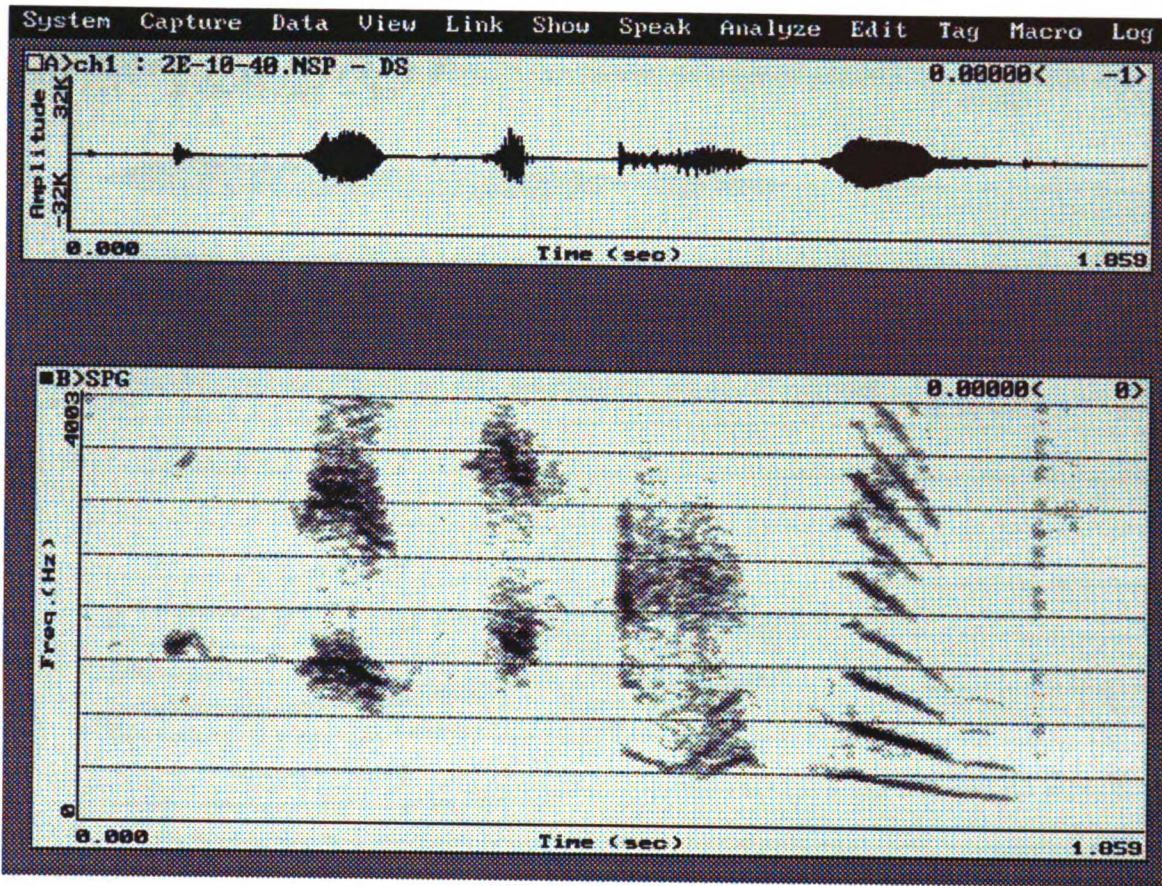 System Capture Data View Link Show Speak Analyze Edit Tag Macro Log
□A>ch1 : 2E-10-40.NSP - DS 0.00000< -1>
Amplitude
32K
-32K
0.000 Time (sec) 1.859
■B>SPG 0.00000< 0>
4003
Freq.(Hz)
0
0.000 Time (sec) 1.859